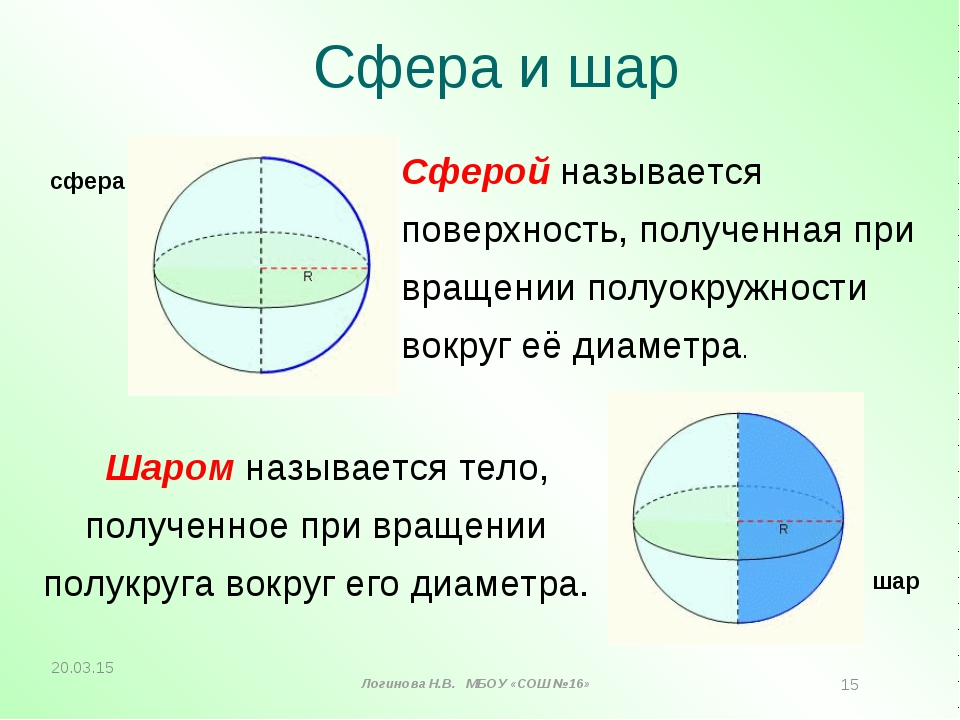 Сфера и шар
сфера
Сферой называется
поверхность, полученная при
вращении полуокружности
вокруг её диаметра.
R
Шаром называется тело,
полученное при вращении
полукруга вокруг его диаметра.
R
шар
20.03.15
Логинова Н.В. МБОУ «СОШ №16»
15